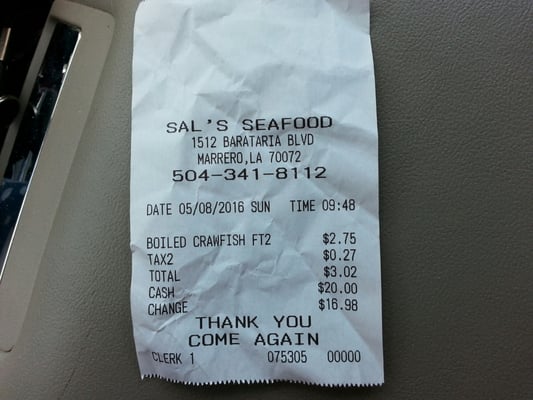 SAL'S SEAFOOD
1512 BARATARIA BLVD
MARRERO,LA 70072
504-341-8112
DATE 05/08/2016 SUN TIME 09:48
BOILED CRAWFISH FT2 $2.75
TAX2 $0.27
TOTAL $3.02
CASH $20.00
CHANGE $16.98
THANK YOU
COME AGAIN
CLERK 1 075305 00000